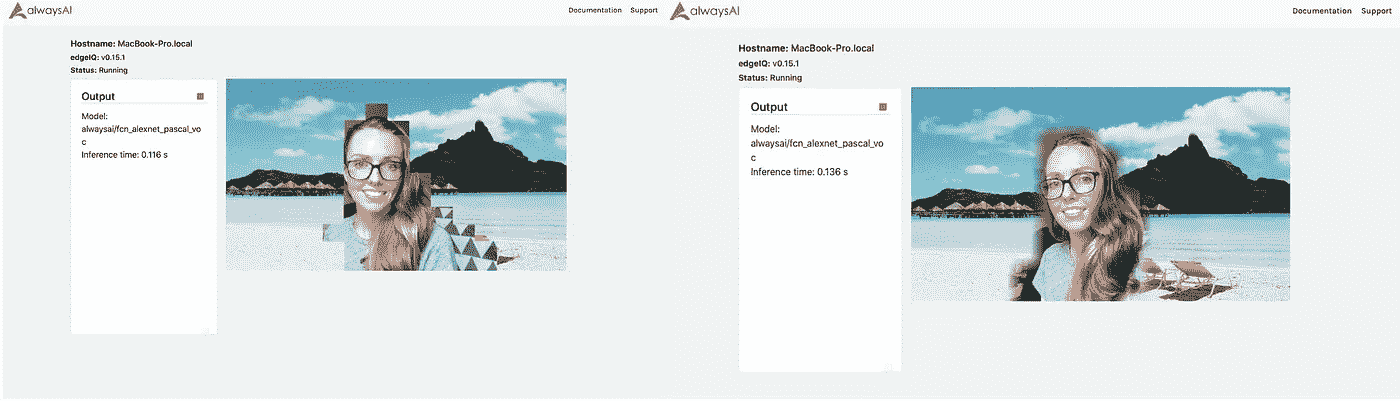 alwaysAI
Documentation Support
Hostname: MacBook-Pro.local
edgeIQ: v0.15.1
Status: Running
Output
Model:
alwaysai/fcn_alexnet_pascal_vo
c
Inference time: 0.116 s
alwaysAI
Documentation Support
Hostname: MacBook-Pro.local
edgeIQ: v0.15.1
Status: Running
Output
Model:
alwaysai/fcn_alexnet_pascal_vo
c
Inference time: 0.136 s